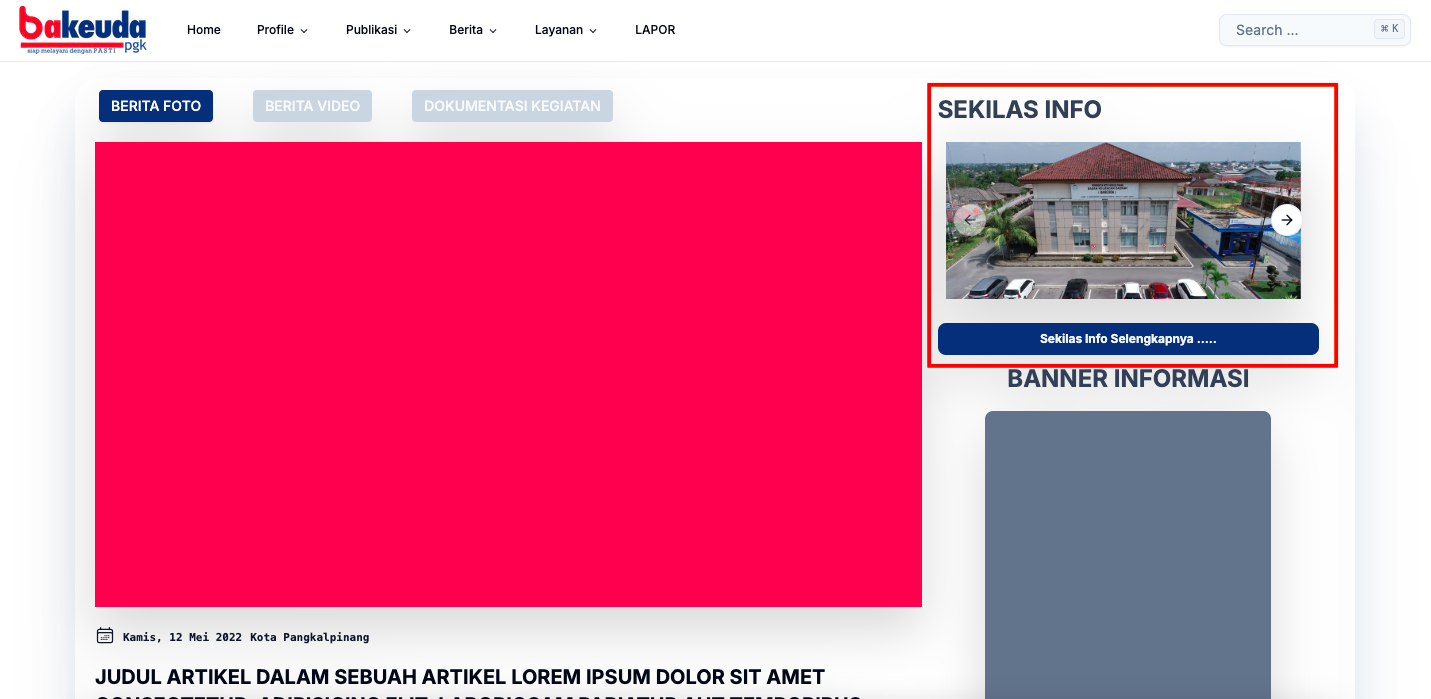 bakeuda
pgk
siap melayani dengan PASTI
Home
Profile
Publikasi
Berita
Layanan
LAPOR
Search ...
⌘ K
BERITA FOTO
BERITA VIDEO
DOKUMENTASI KEGIATAN
SEKILAS INFO
Sekilas Info Selengkapnya .....
BANNER INFORMASI
Kamis, 12 Mei 2022 Kota Pangkalpinang
JUDUL ARTIKEL DALAM SEBUAH ARTIKEL LOREM IPSUM DOLOR SIT AMET